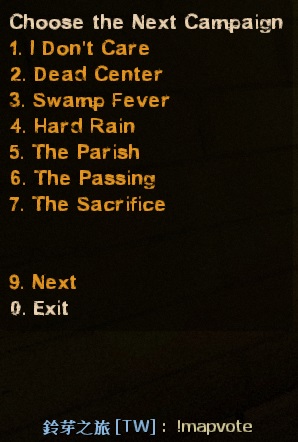 Choose the Next Campaign
1. I Don't Care
2. Dead Center
3. Swamp Fever
4. Hard Rain
5. The Parish
6. The Passing
7. The Sacrifice
9. Next
0. Exit
鈴芽之旅 [TW] : !mapvote